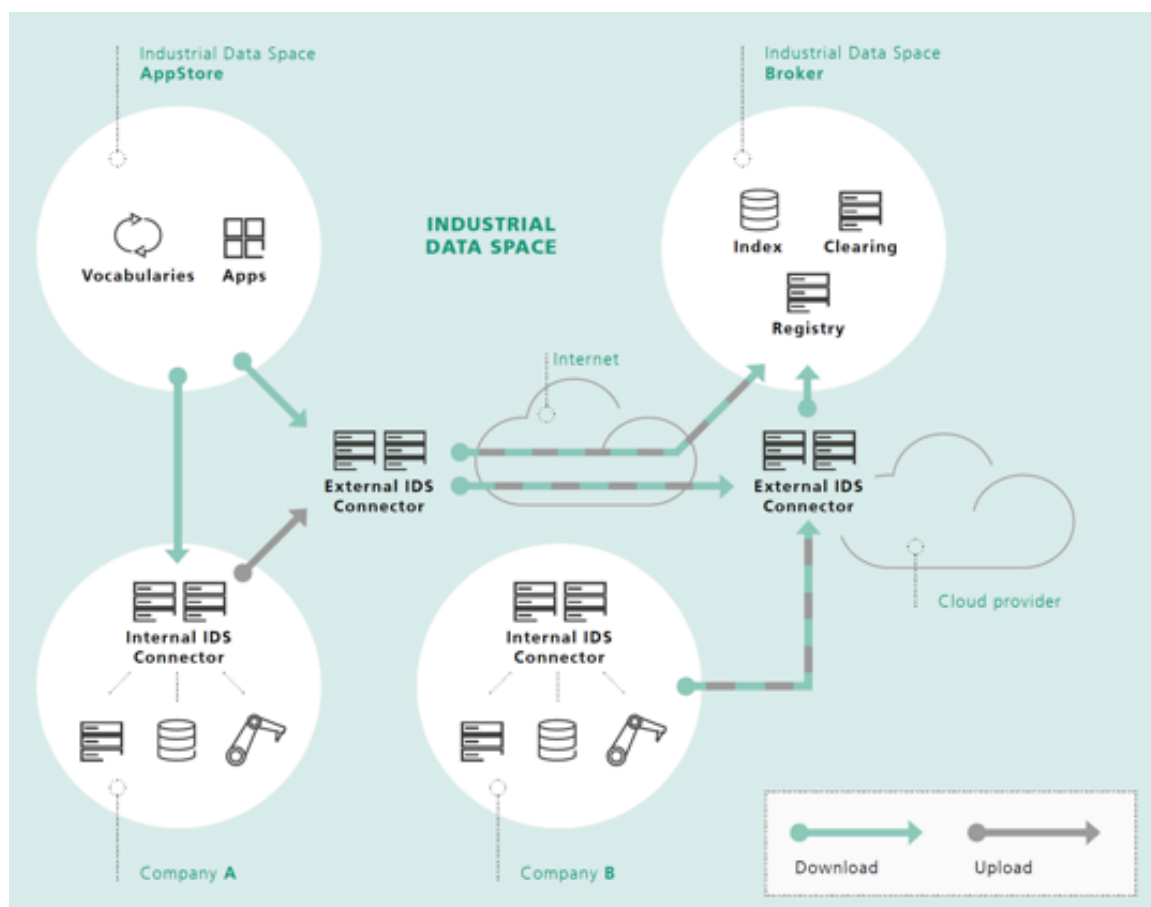 Industrial Data Space
AppStore
Industrial Data Space
Broker
INDUSTRIAL
DATA SPACE
Vocabularies
Apps
Index
Clearing
Registry
Internet
External IDS
Connector
External IDS
Connector
Internal IDS
Connector
Internal IDS
Connector
Cloud provider
Company A
Company B
Download
Upload